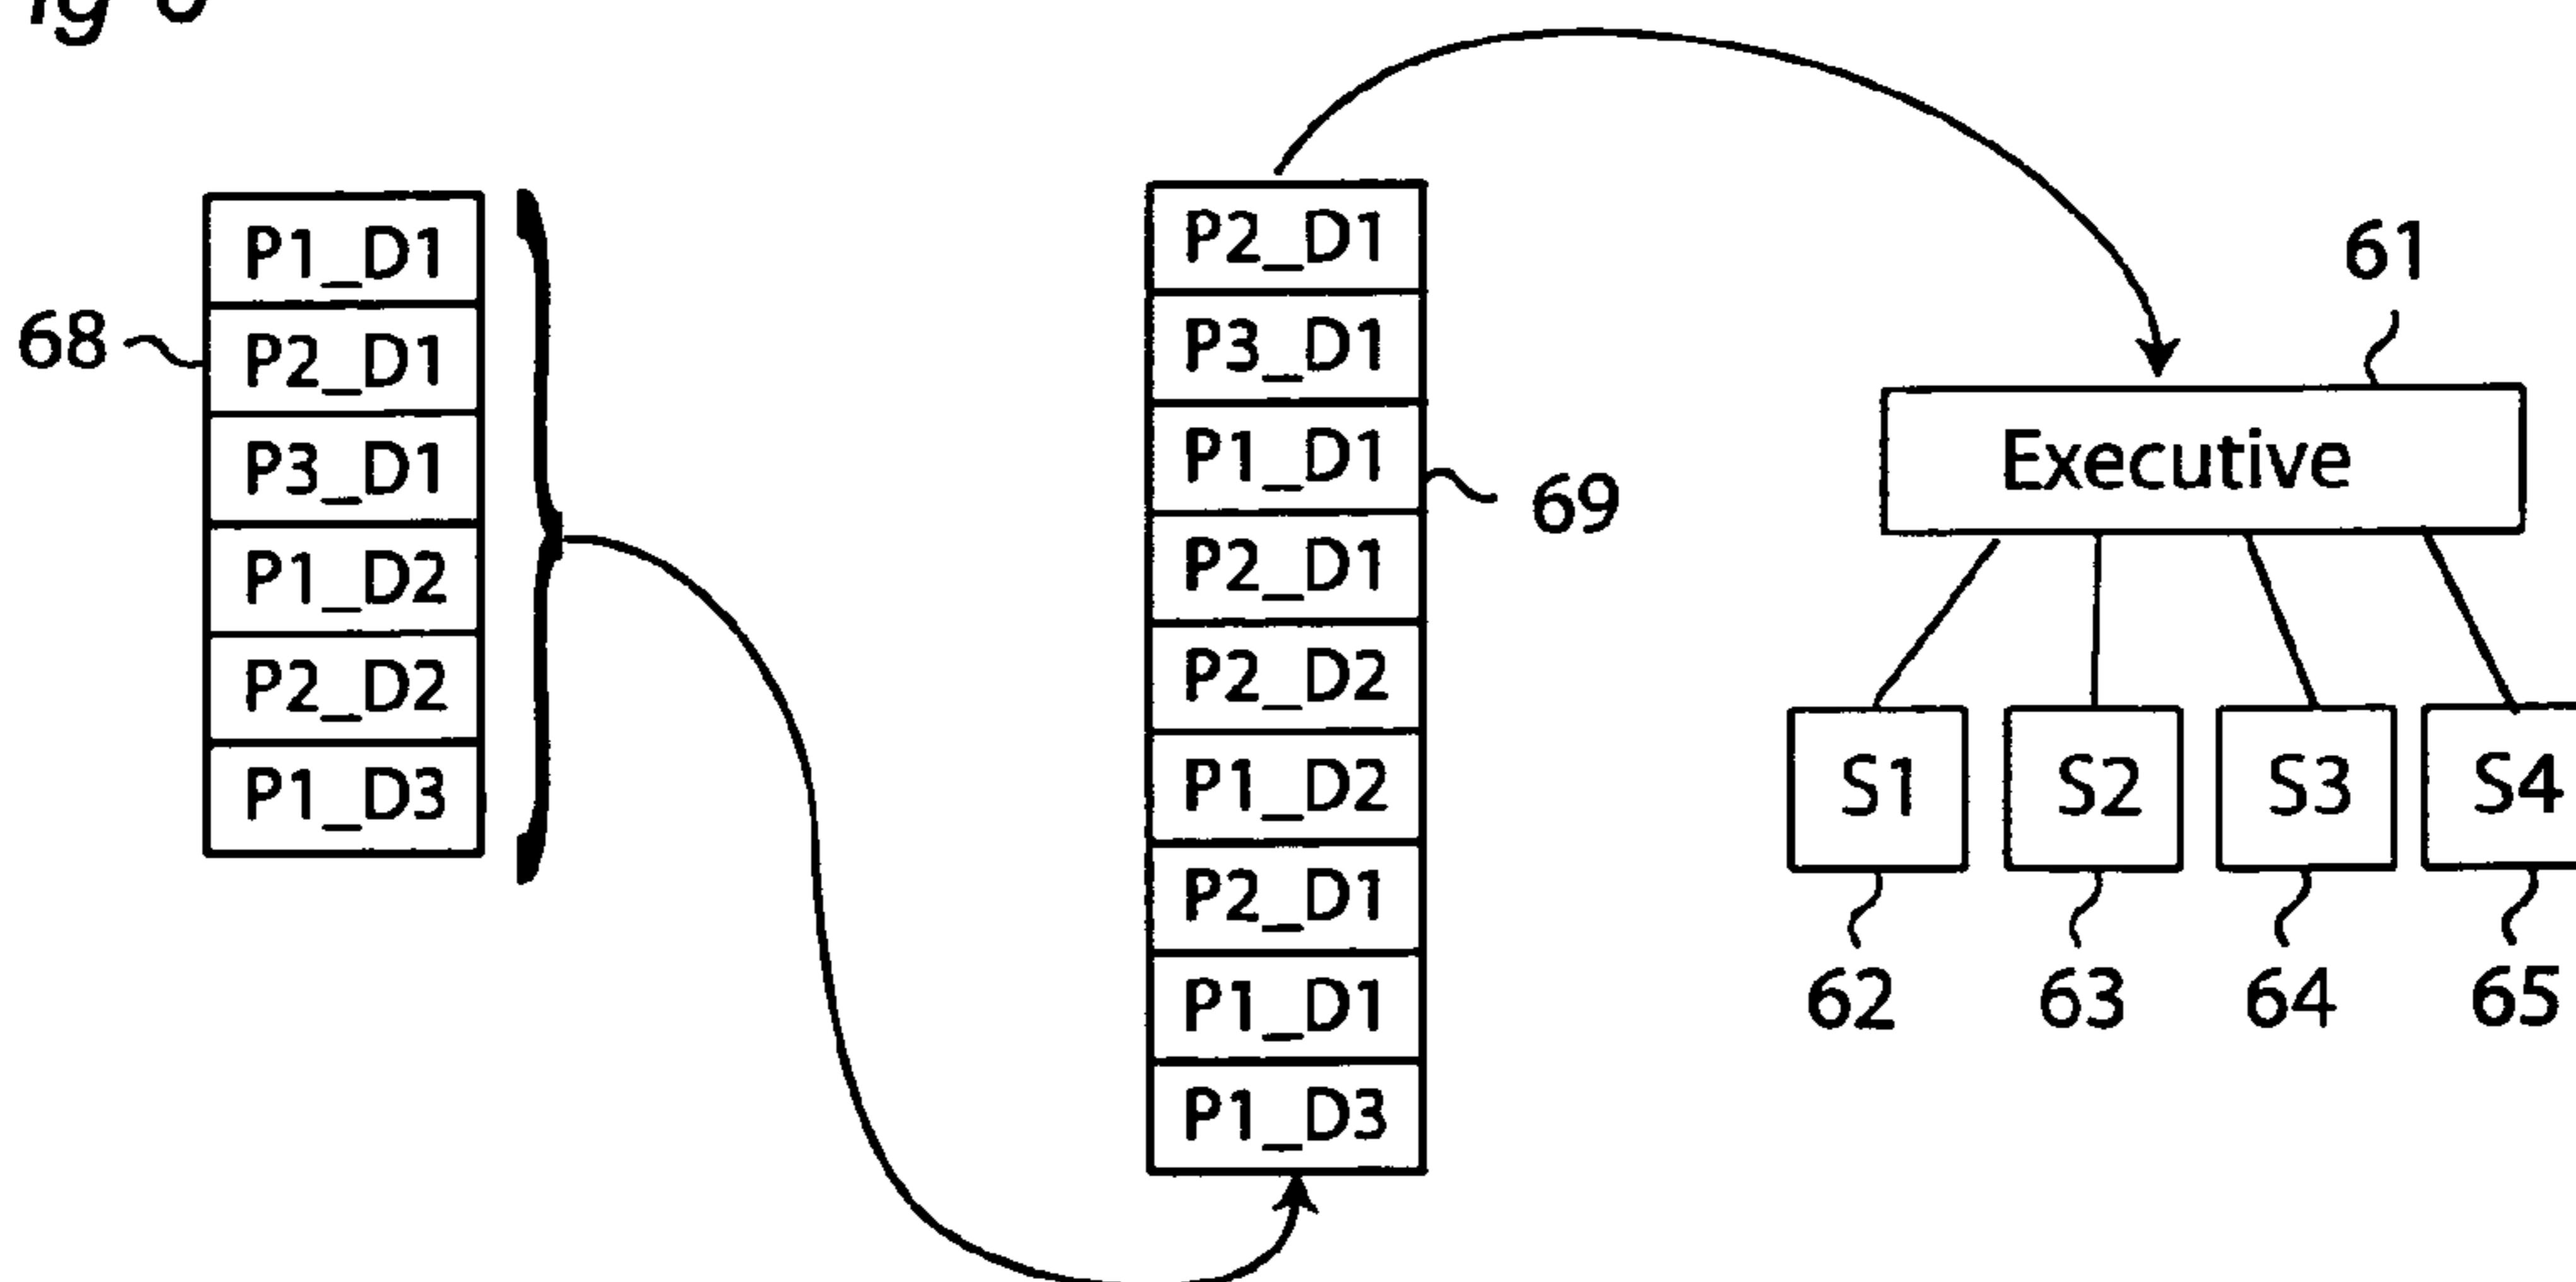 68
P1_D1
P2_D1
P3_D1
P1_D2
P2_D2
P1_D3
P2_D1
P3_D1
P1_D1
P2_D1
P2_D2
P1_D2
P2_D1
P1_D1
P1_D3
69
61
Executive
S1
S2
S3
S4
62
63
64
65